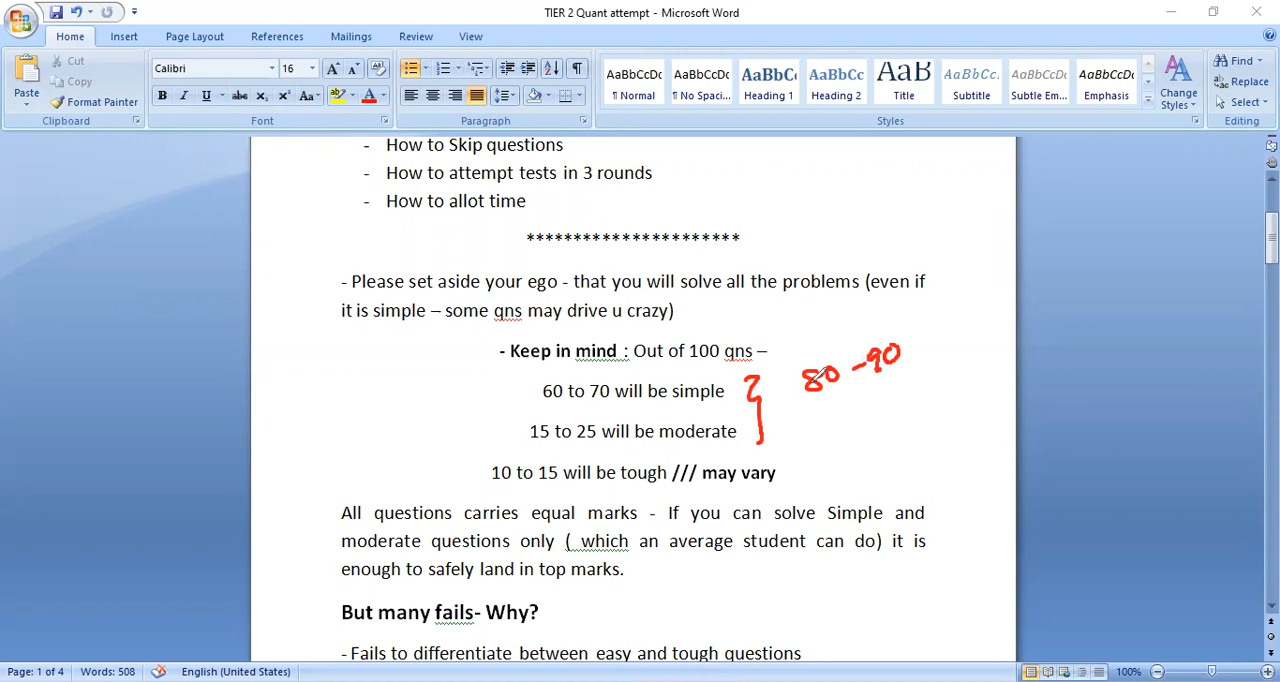 TIER 2 Quant attempt - Microsoft Word
Home Insert Page Layout References Mailings Review View
Paste
Cut
Copy
Format Painter
Clipboard
Calibri 16
Font
Paragraph
AaBbCcDc AaBbCcDc AaBbC AaBbCc AaB AaBbCc. AaBbCcDc AaBbCcDc
¶ Normal ¶ No Spaci... Heading 1 Heading 2 Title Subtitle Subtle Em... Emphasis
Styles
Change Styles
Find
Replace
Select
Editing
- How to Skip questions
- How to attempt tests in 3 rounds
- How to allot time
***********************
- Please set aside your ego - that you will solve all the problems (even if
it is simple – some qns may drive u crazy)
- Keep in mind : Out of 100 qns –
60 to 70 will be simple
80 - 90
15 to 25 will be moderate
10 to 15 will be tough /// may vary
All questions carries equal marks - If you can solve Simple and
moderate questions only ( which an average student can do) it is
enough to safely land in top marks.
But many fails- Why?
- Fails to differentiate between easy and tough questions
Page: 1 of 4 Words: 508 English (United States) 100%